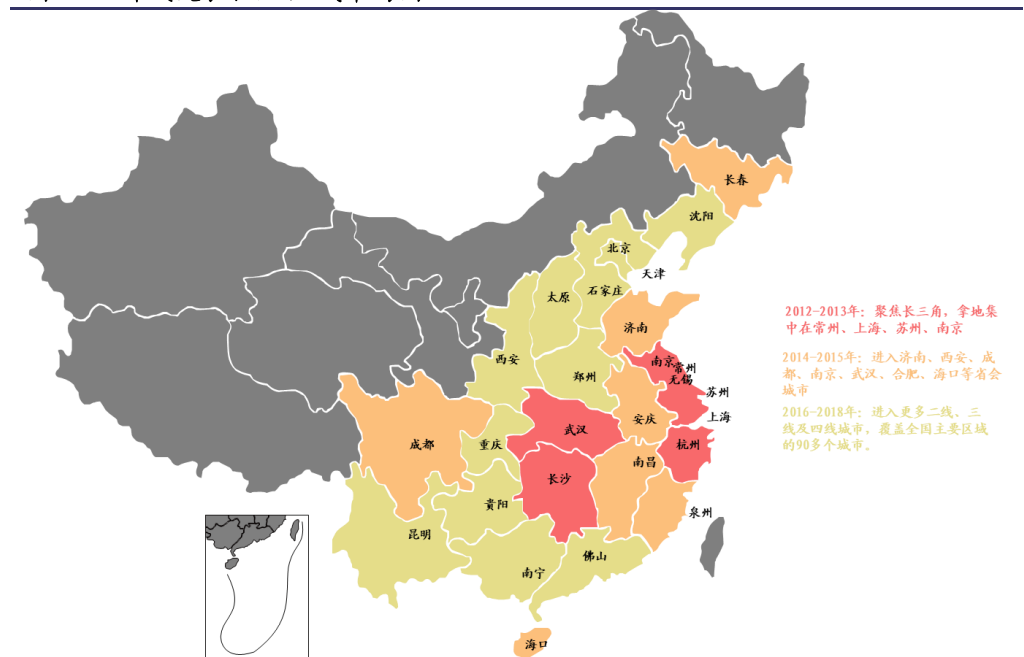 长春
沈阳
北京
天津
石家庄
太原
济南
西安
郑州
南京
常州
无锡
苏州
上海
安庆
武汉
杭州
成都
重庆
南昌
长沙
贵阳
泉州
昆明
佛山
南宁
海口
2012-2013年：聚焦长三角，拿地集
中在常州、上海、苏州、南京
2014-2015年：进入济南、西安、成
都、南京、武汉、合肥、海口等省会
城市
2016-2018年：进入更多二线、三
线及四线城市、覆盖全国主要区域
的90多个城市。